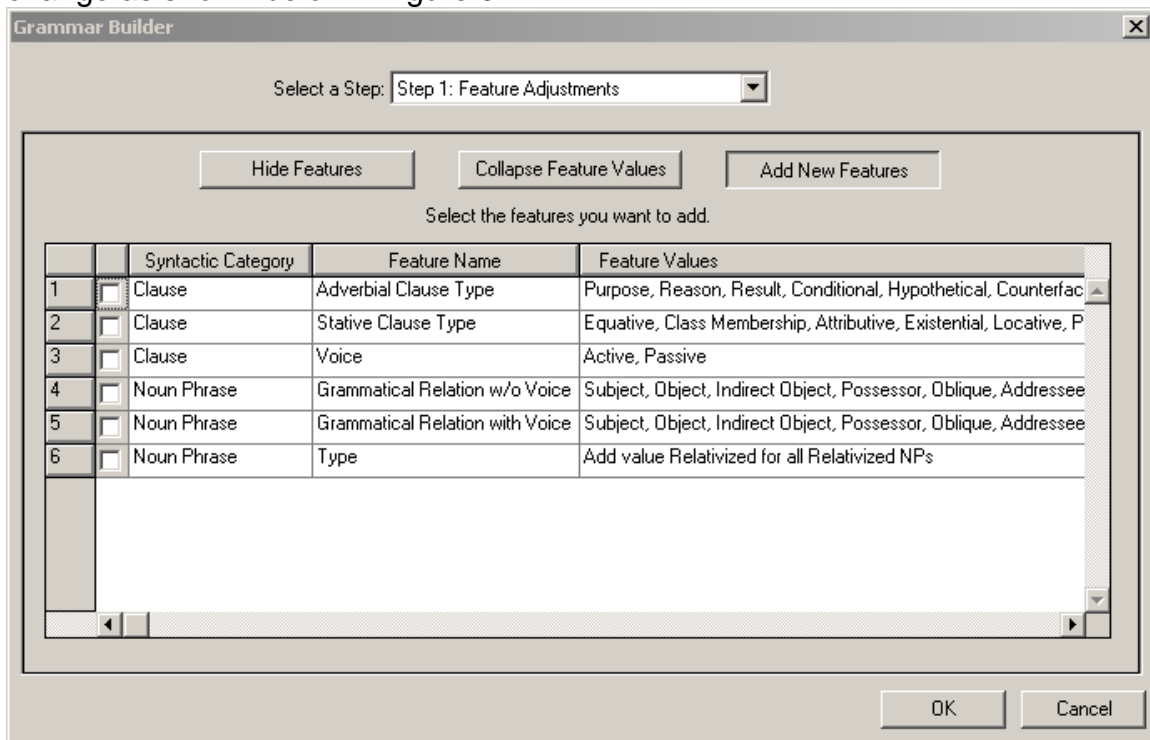 Grammar Builder
Select a Step: Step 1: Feature Adjustments
Hide Features Collapse Feature Values Add New Features
Select the features you want to add.
Syntactic Category Feature Name Feature Values
1 Clause Adverbial Clause Type Purpose, Reason, Result, Conditional, Hypothetical, Counterfac
2 Clause Stative Clause Type Equative, Class Membership, Attributive, Existential, Locative, P
3 Clause Voice Active, Passive
4 Noun Phrase Grammatical Relation w/o Voice Subject, Object, Indirect Object, Possessor, Oblique, Addressee
5 Noun Phrase Grammatical Relation with Voice Subject, Object, Indirect Object, Possessor, Oblique, Addressee
6 Noun Phrase Type Add value Relativized for all Relativized NPs
OK Cancel